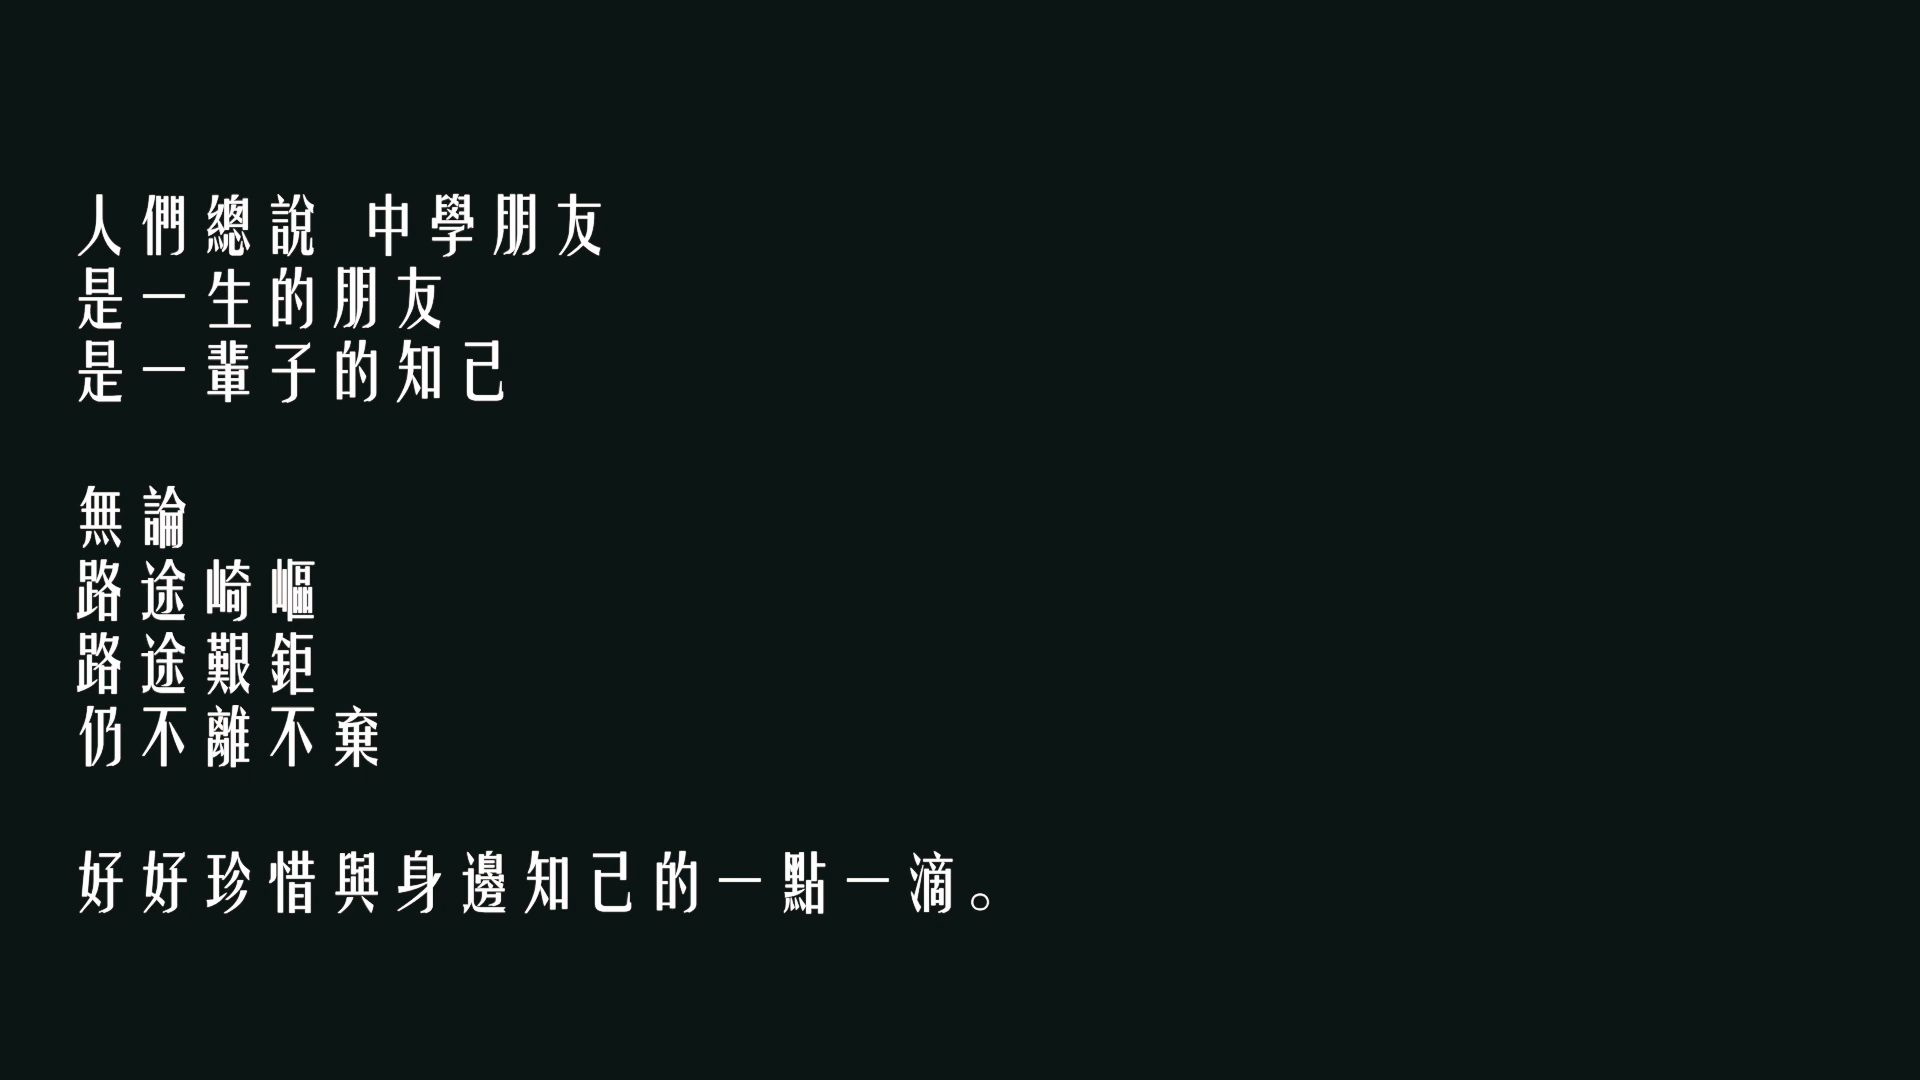 人們總說 中學朋友
是一生的朋友
是一輩子的知己
無論
路途崎嶇
路途艱鉅
仍不離不棄
好好珍惜與身邊知己的一點一滴。